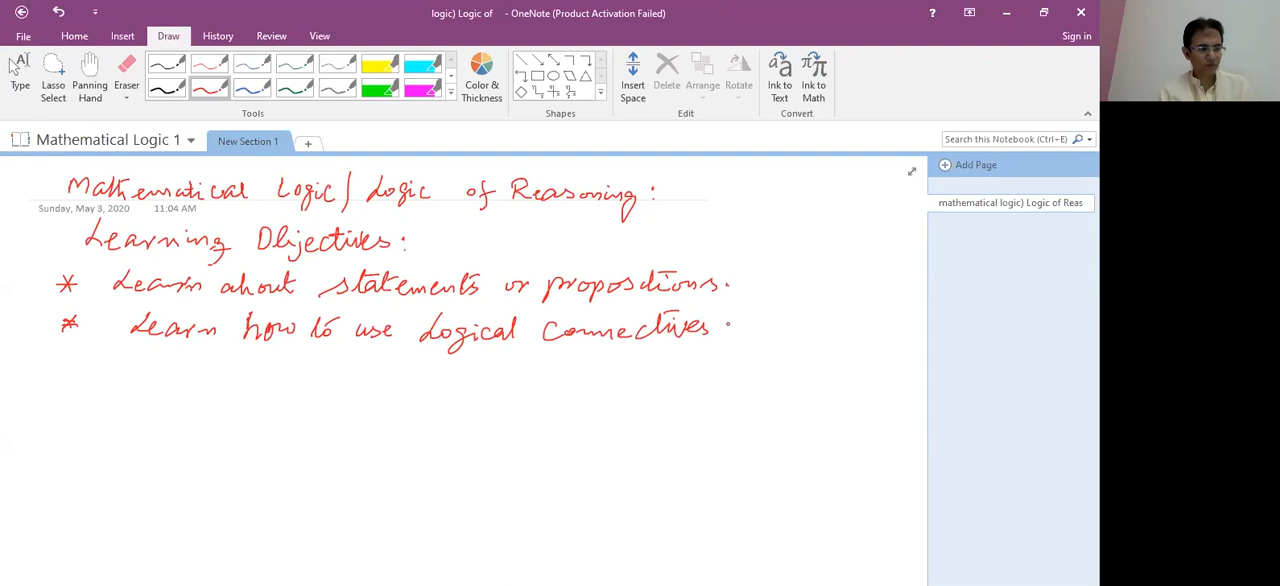 logic) Logic of - OneNote (Product Activation Failed)
File Home Insert Draw History Review View Sign in
Type Lasso Select Panning Hand Eraser Color & Thickness Insert Space Delete Arrange Rotate Ink to Text Ink to Math
Tools Shapes Edit Convert
Mathematical Logic 1 New Section 1 + Search this Notebook (Ctrl+E)
Add Page
mathematical logic) Logic of Reas
Mathematical Logic/Logic of Reasoning:
Sunday, May 3, 2020 11:04 AM
Learning Objectives:
* Learn about statements or propositions.
* Learn how to use Logical Connectives.